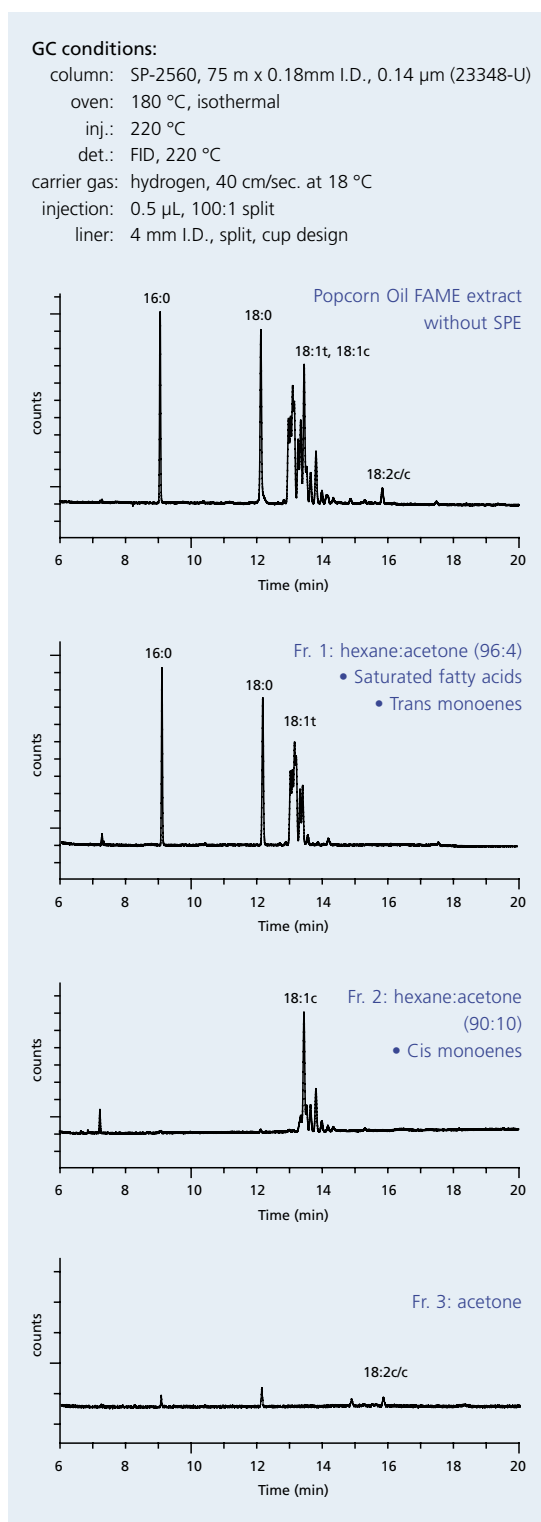 GC conditions:
column: SP-2560, 75 m x 0.18mm I.D., 0.14 μm (23348-U)
oven: 180 °C, isothermal
inj.: 220 °C
det.: FID, 220 °C
carrier gas: hydrogen, 40 cm/sec. at 18 °C
injection: 0.5 μL, 100:1 split
liner: 4 mm I.D., split, cup design
Popcorn Oil FAME extract
without SPE
16:0
18:0
18:1t, 18:1c
18:2c/c
counts
6 8 10 12 14 16 18 20
Time (min)
Fr. 1: hexane:acetone (96:4)
• Saturated fatty acids
• Trans monoenes
16:0
18:0
18:1t
counts
6 8 10 12 14 16 18 20
Time (min)
Fr. 2: hexane:acetone
(90:10)
• Cis monoenes
18:1c
counts
6 8 10 12 14 16 18 20
Time (min)
Fr. 3: acetone
18:2c/c
counts
6 8 10 12 14 16 18 20
Time (min)